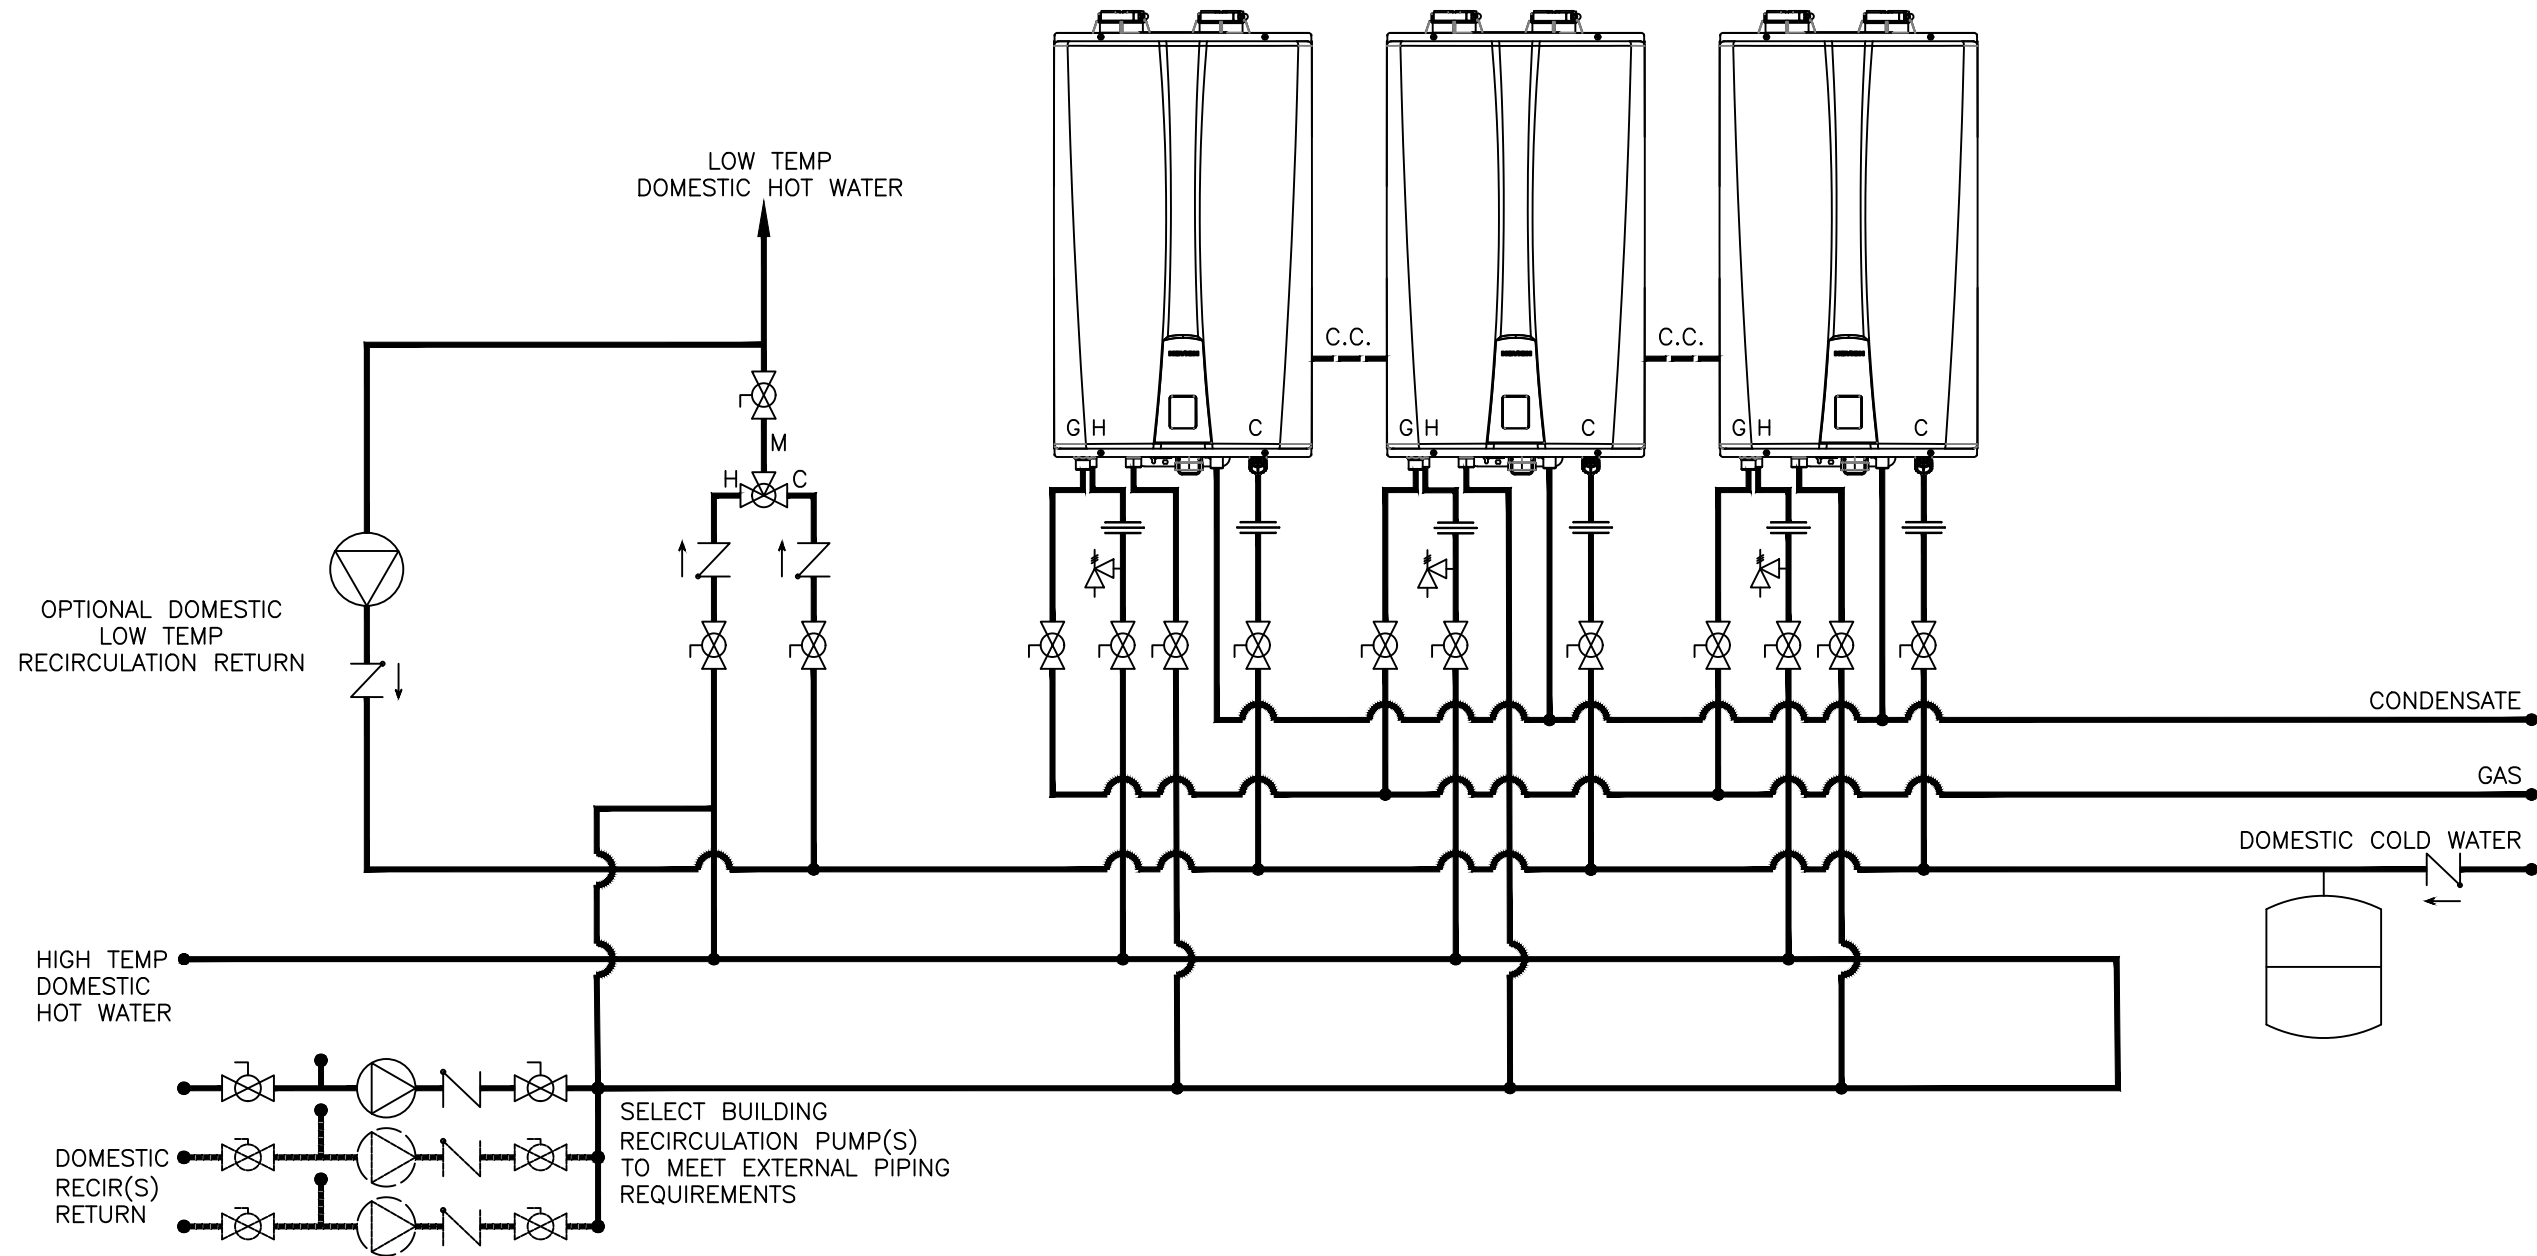 LOW TEMP
DOMESTIC HOT WATER
C.C.
C.C.
G H C
G H C
G H C
M
H C
OPTIONAL DOMESTIC
LOW TEMP
RECIRCULATION RETURN
CONDENSATE
GAS
DOMESTIC COLD WATER
HIGH TEMP
DOMESTIC
HOT WATER
SELECT BUILDING
RECIRCULATION PUMP(S)
TO MEET EXTERNAL PIPING
REQUIREMENTS
DOMESTIC
RECIR(S)
RETURN